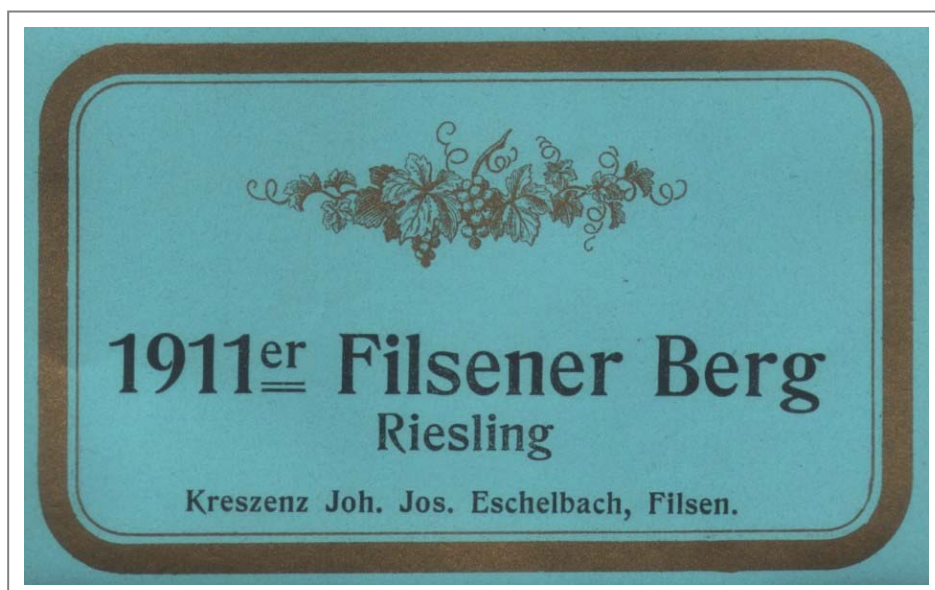 1911er Filsener Berg
Riesling
Kreszenz Joh. Jos. Eschelbach, Filsen.